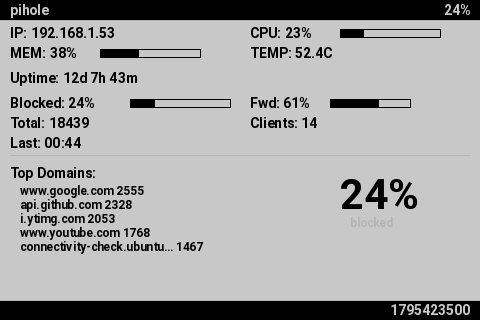 pihole 24%
IP: 192.168.1.53 CPU: 23%
MEM: 38% TEMP: 52.4C
Uptime: 12d 7h 43m
Blocked: 24% Fwd: 61%
Total: 18439 Clients: 14
Last: 00:44
Top Domains:
www.google.com 2555
api.github.com 2328
i.ytimg.com 2053
www.youtube.com 1768
connectivity-check.ubuntu... 1467
24%
blocked
1795423500